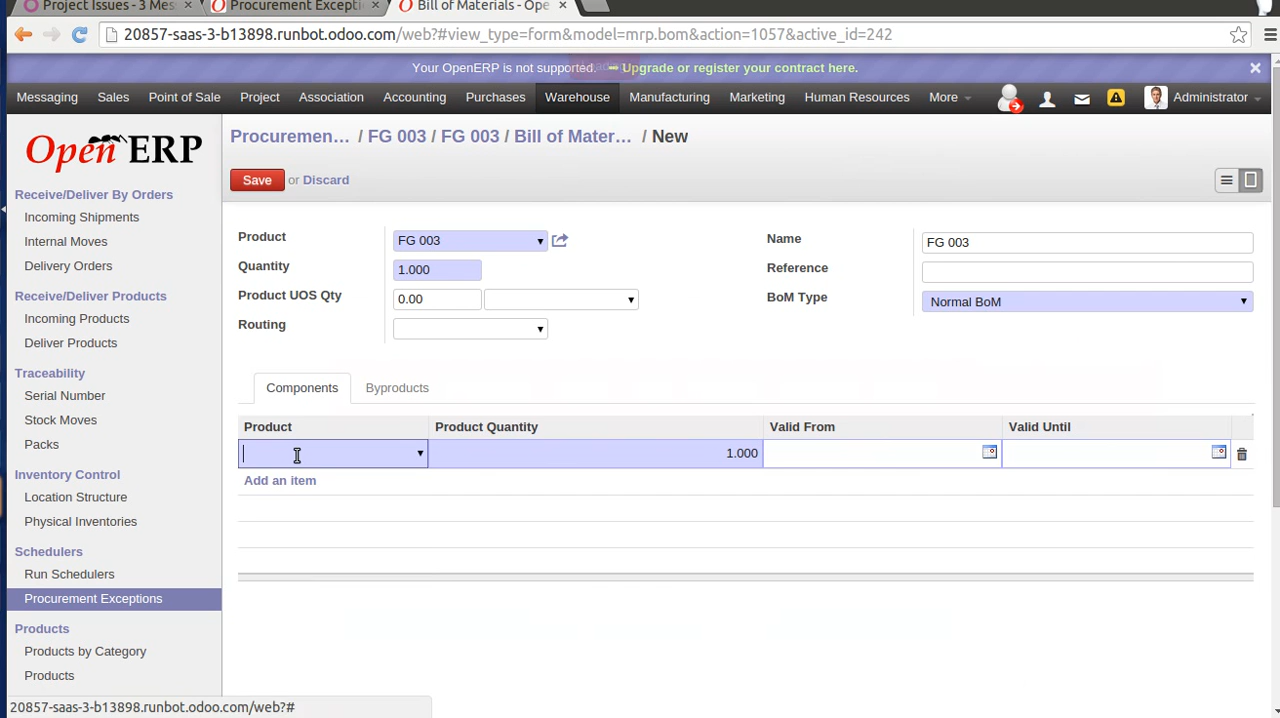 Project Issues - 3 Mes
Procurement Excepti
Bill of Materials - Ope
20857-saas-3-b13898.runbot.odoo.com/web?#view_type=form&model=mrp.bom&action=1057&active_id=242
Your OpenERP is not supported. Upgrade or register your contract here.
Messaging Sales Point of Sale Project Association Accounting Purchases Warehouse Manufacturing Marketing Human Resources More Administrator
Open ERP
Procuremen… / FG 003 / FG 003 / Bill of Mater… / New
Save or Discard
Receive/Deliver By Orders
Incoming Shipments
Internal Moves
Delivery Orders
Receive/Deliver Products
Incoming Products
Deliver Products
Traceability
Serial Number
Stock Moves
Packs
Inventory Control
Location Structure
Physical Inventories
Schedulers
Run Schedulers
Procurement Exceptions
Products
Products by Category
Products
Product FG 003
Quantity 1.000
Product UOS Qty 0.00
Routing
Name FG 003
Reference
BoM Type Normal BoM
Components Byproducts
Product Product Quantity Valid From Valid Until
1.000
Add an item
20857-saas-3-b13898.runbot.odoo.com/web?#